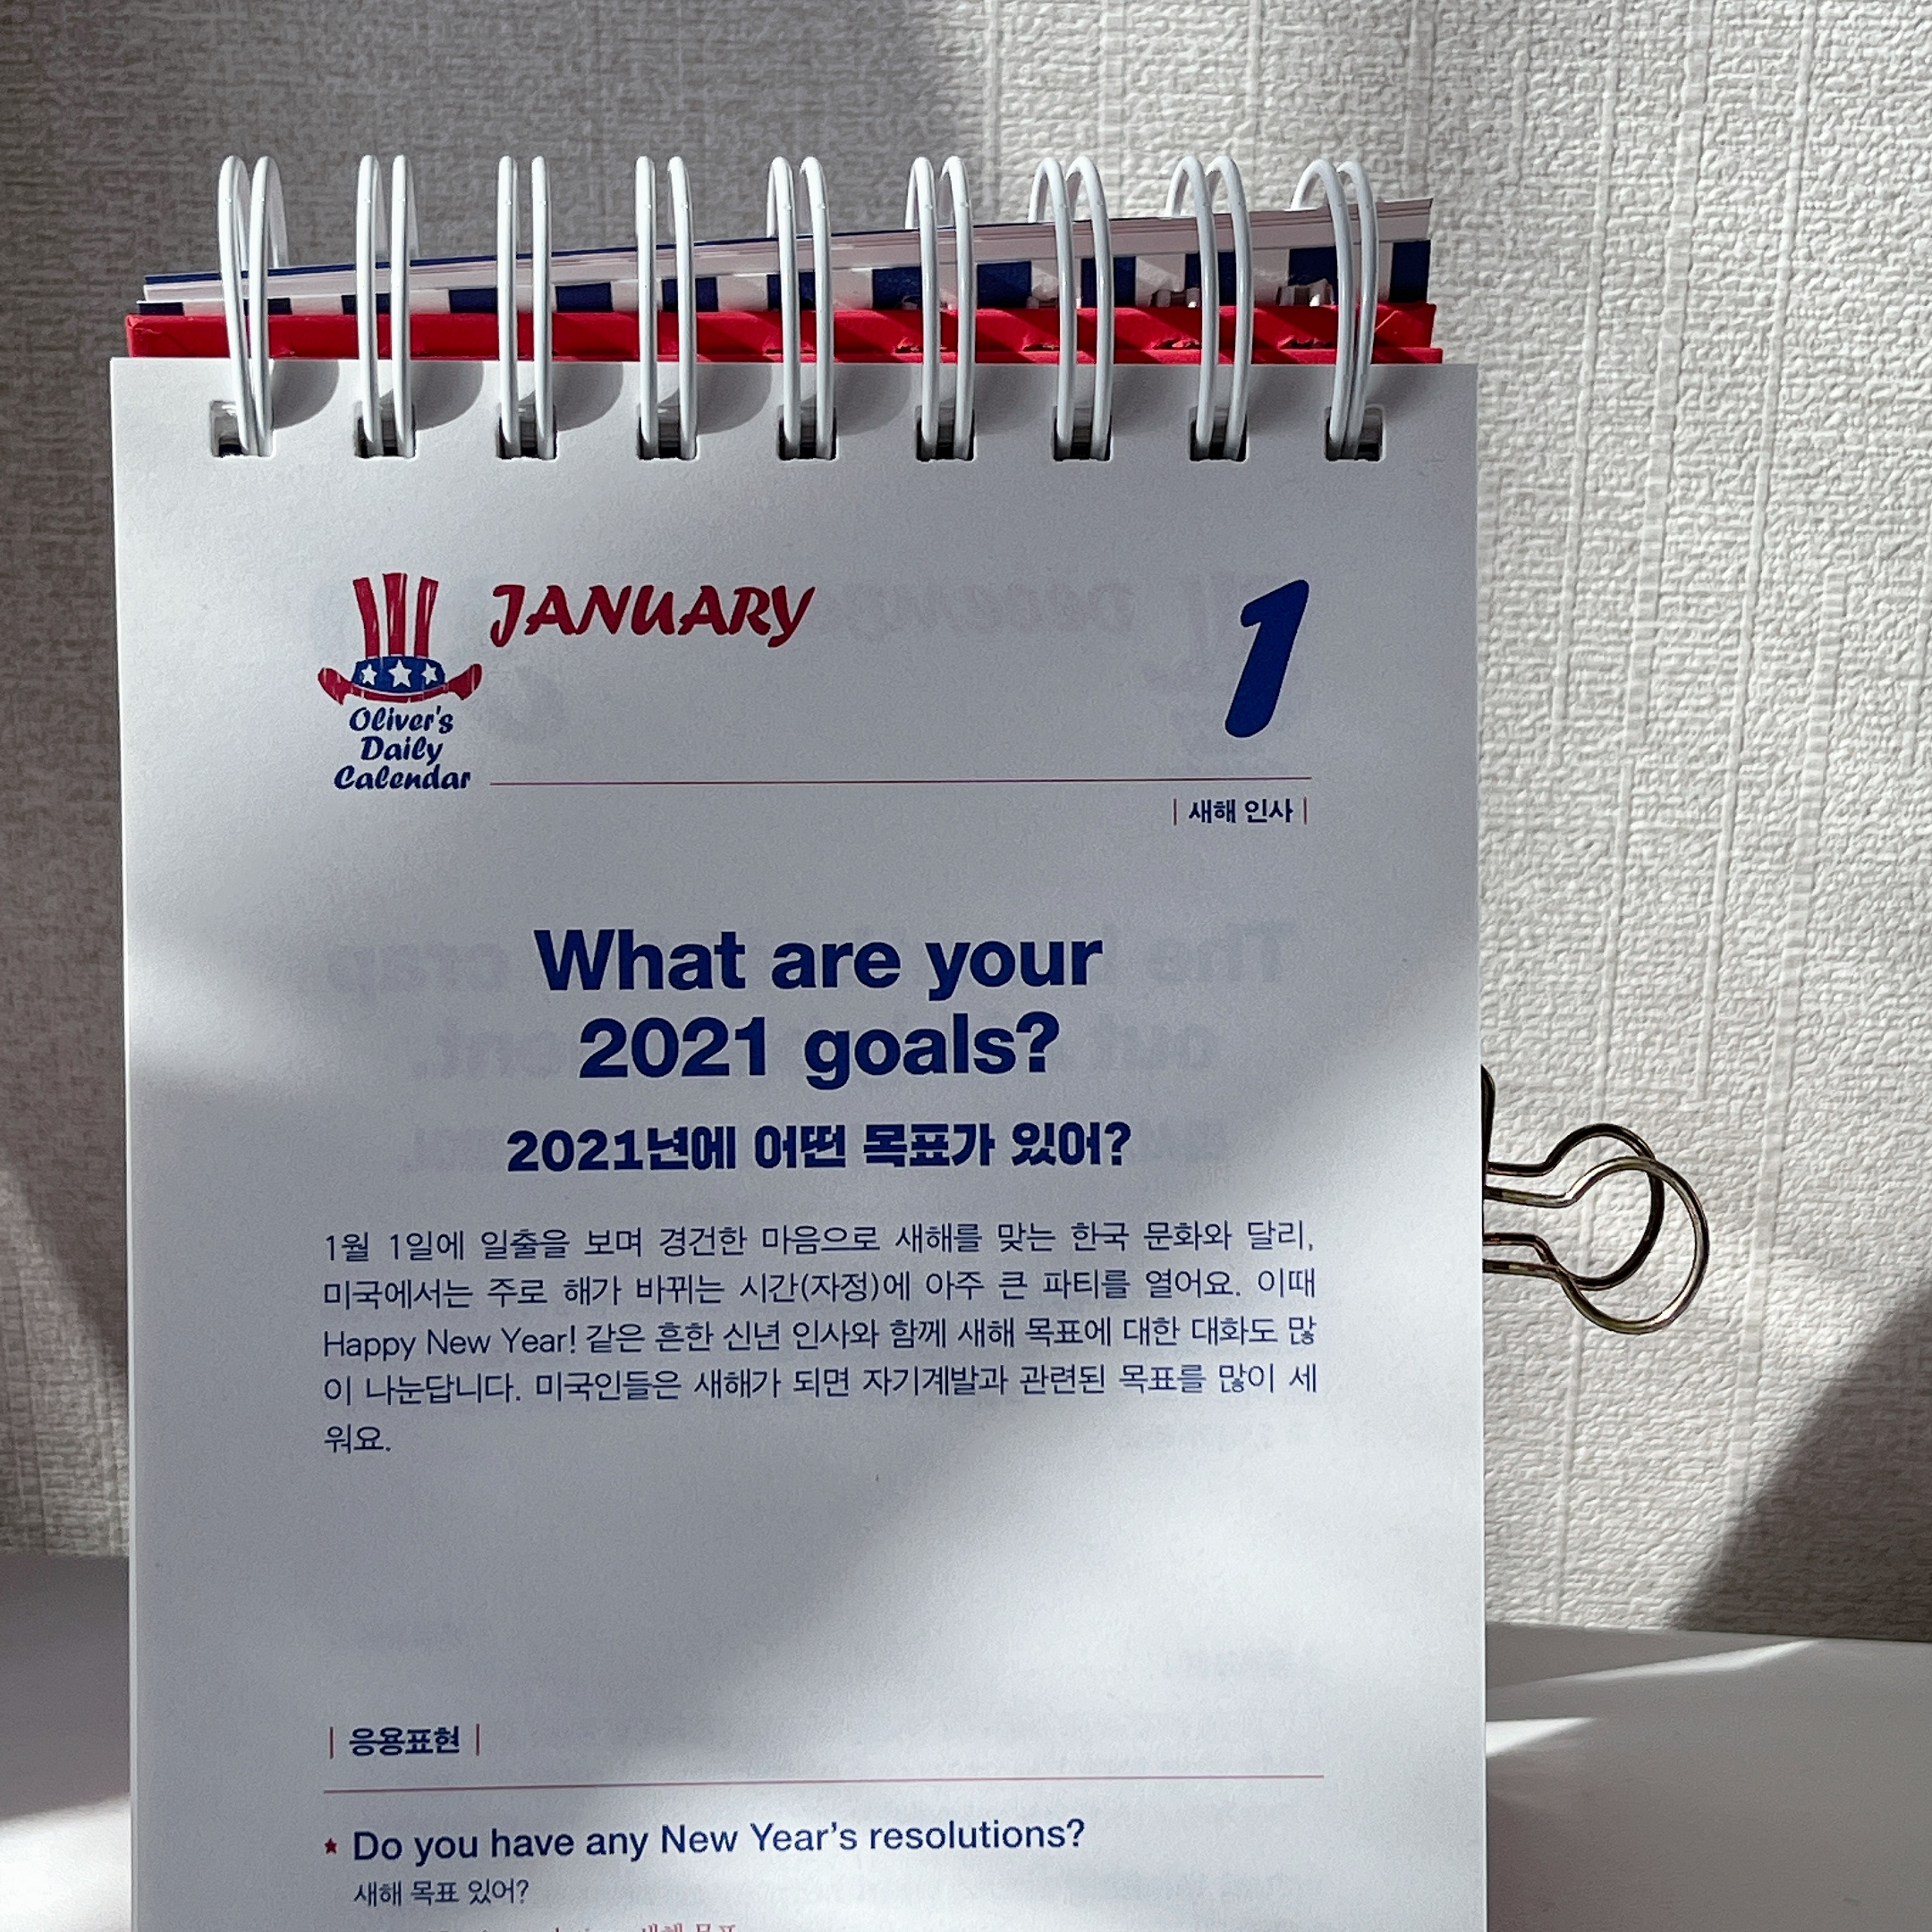 JANUARY
1
Oliver's
Daily
Calendar
| 새해 인사 |
What are your
2021 goals?
2021년에 어떤 목표가 있어?
1월 1일에 일출을 보며 경건한 마음으로 새해를 맞는 한국 문화와 달리,
미국에서는 주로 해가 바뀌는 시간(자정)에 아주 큰 파티를 열어요. 이때
Happy New Year! 같은 흔한 신년 인사와 함께 새해 목표에 대한 대화도 많
이 나눈답니다. 미국인들은 새해가 되면 자기계발과 관련된 목표를 많이 세
워요.
| 응용표현 |
★ Do you have any New Year's resolutions?
새해 목표 있어?